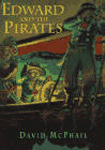 EDWARD
AND THE
PIRATES
DAVID MCPHAIL